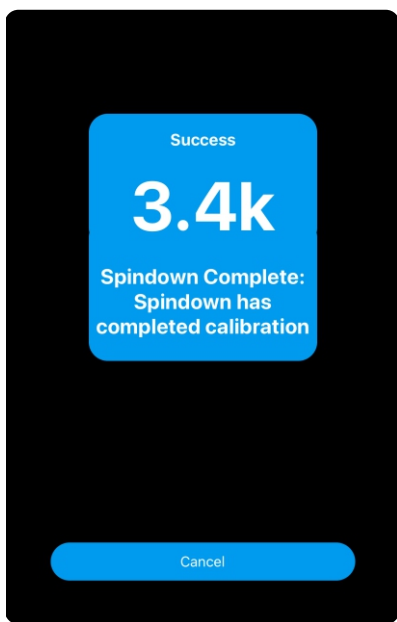 Success
3.4k
Spindown Complete:
Spindown has
completed calibration
Cancel